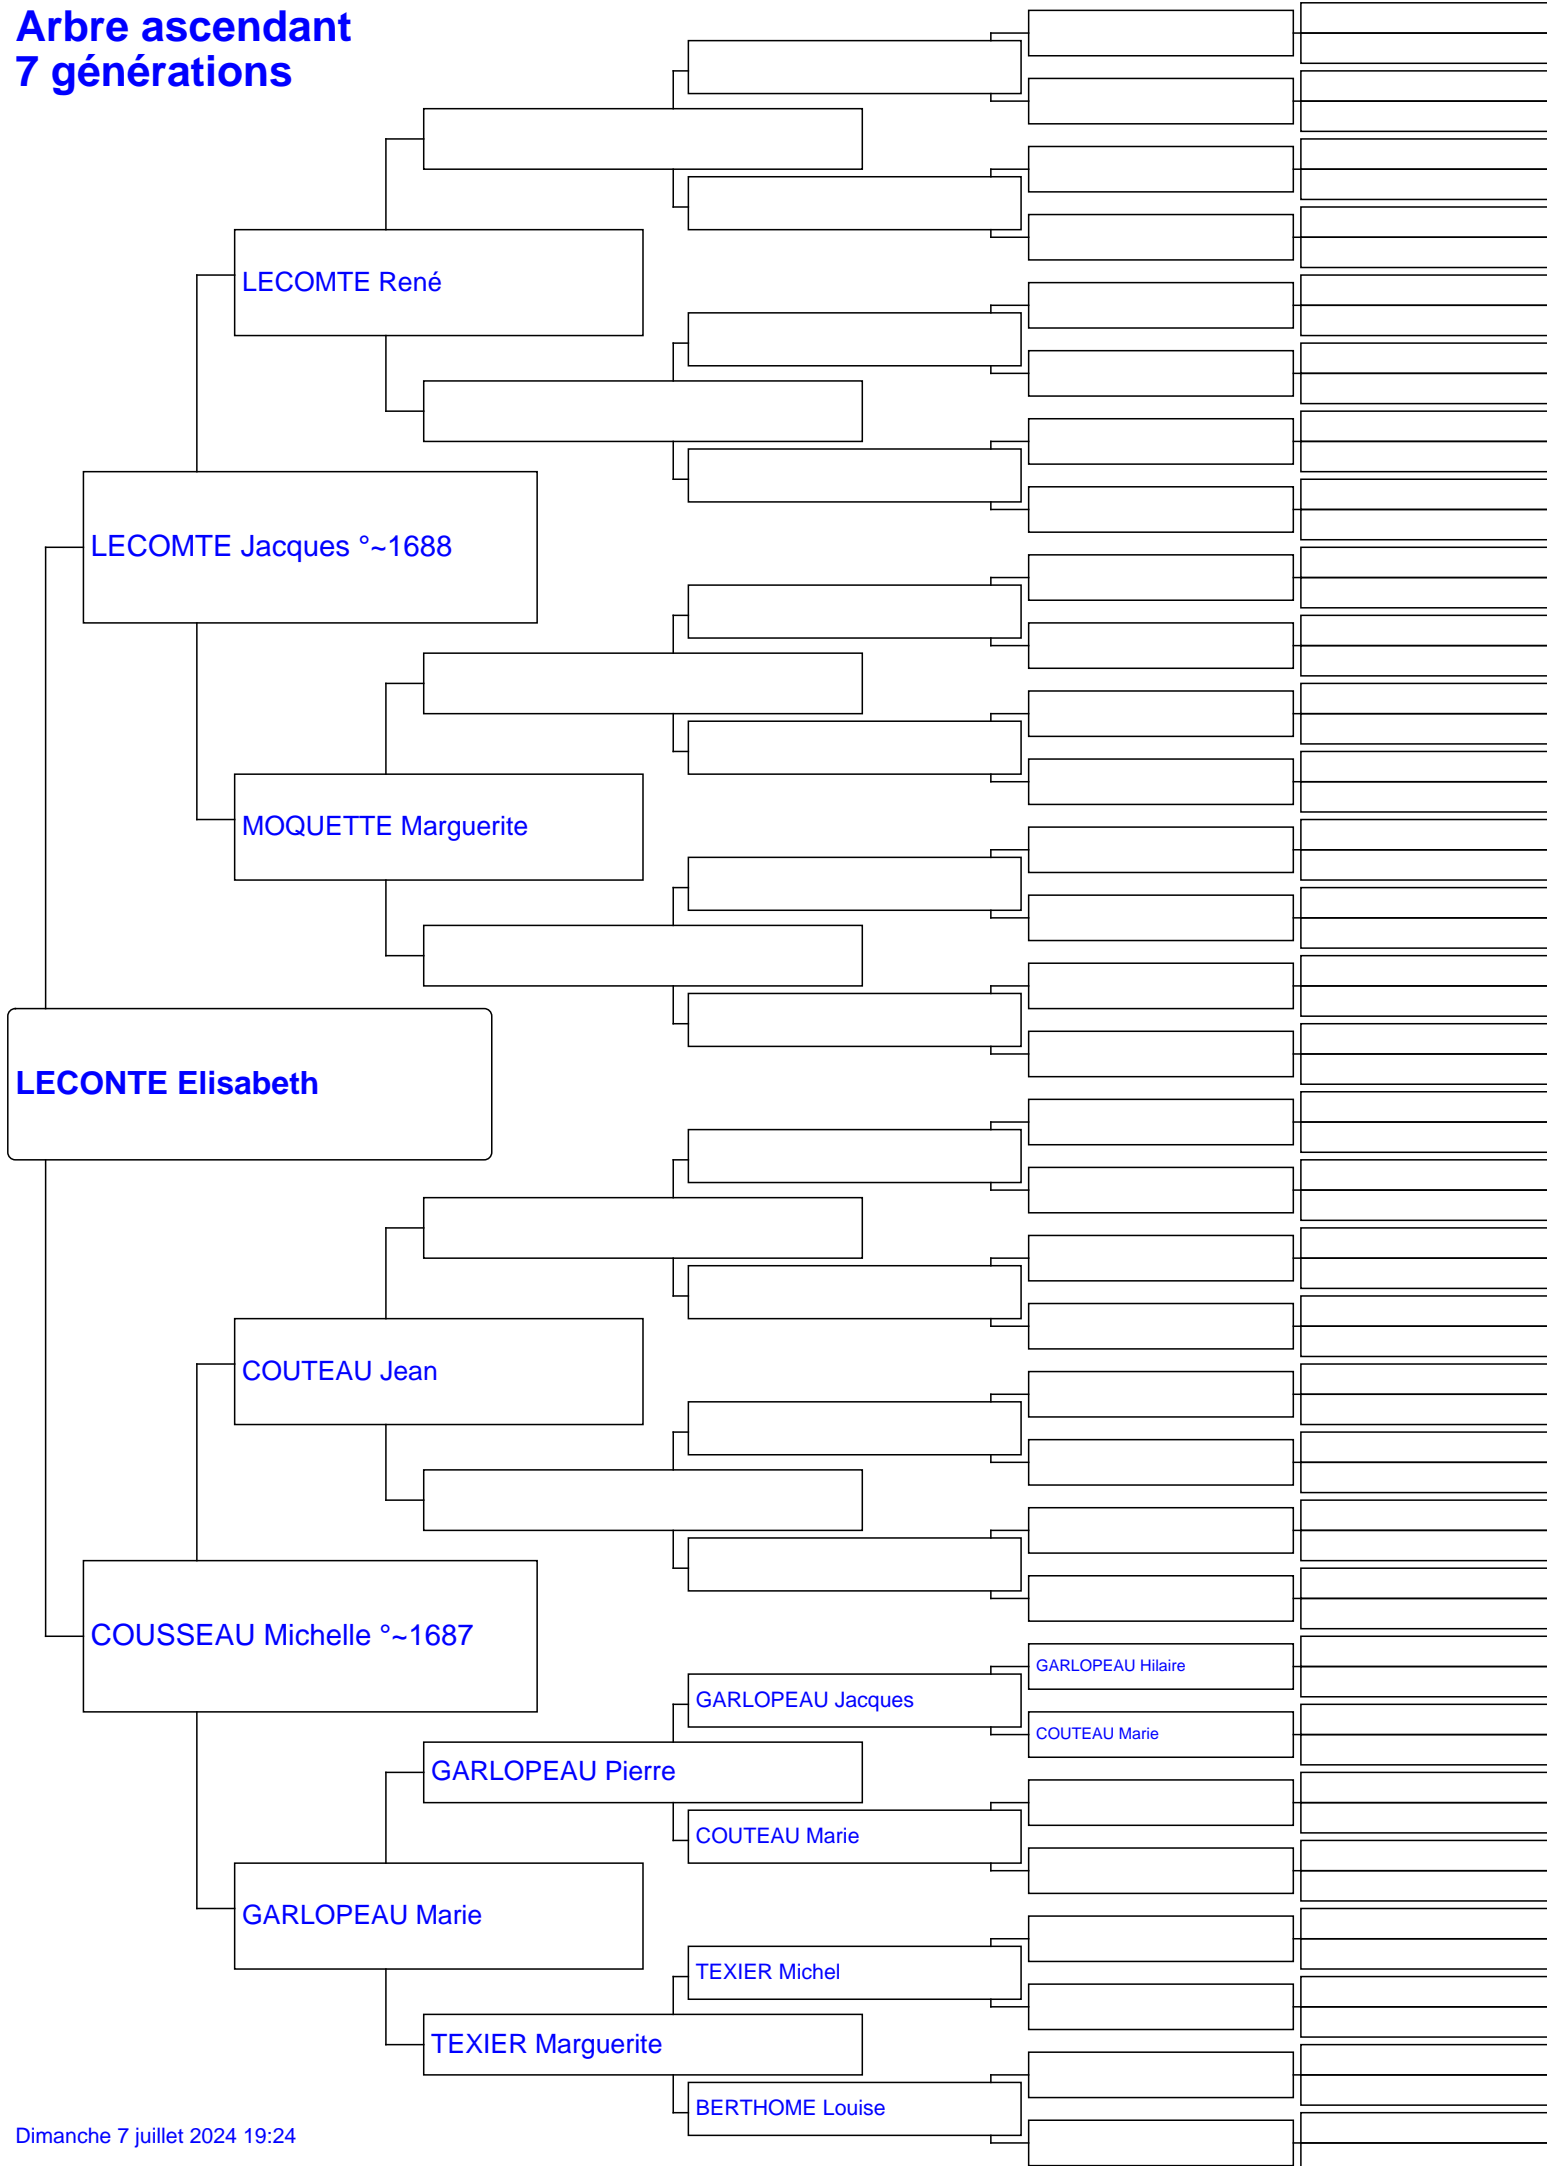 Arbre ascendant
7 générations
LECOMTE René
LECOMTE Jacques °~1688
MOQUETTE Marguerite
LECONTE Elisabeth
COUTEAU Jean
COUSSEAU Michelle °~1687
GARLOPEAU Hilaire
GARLOPEAU Jacques
COUTEAU Marie
GARLOPEAU Pierre
COUTEAU Marie
GARLOPEAU Marie
TEXIER Michel
TEXIER Marguerite
BERTHOME Louise
Dimanche 7 juillet 2024 19:24